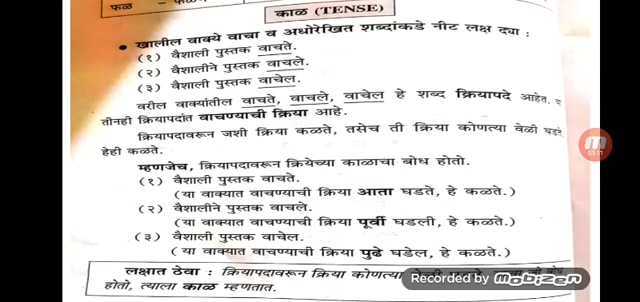 फळ – फळ
काळ (TENSE)
• खालील वाक्ये वाचा व अधोरेखित शब्दांकडे नीट लक्ष द्या :
(१) वैशाली पुस्तक वाचते.
(२) वैशालीने पुस्तक वाचले.
(३) वैशाली पुस्तक वाचेल.
वरील वाक्यांतील वाचते, वाचले, वाचेल हे शब्द क्रियापदे आहेत.
तीनही क्रियापदांत वाचण्याची क्रिया आहे.
क्रियापदावरून जशी क्रिया कळते, तसेच ती क्रिया कोणत्या वेळी घडते
हेही कळते.
म्हणजेच, क्रियापदावरून क्रियेच्या काळाचा बोध होतो.
(१) वैशाली पुस्तक वाचते.
(या वाक्यात वाचण्याची क्रिया आता घडते, हे कळते.)
(२) वैशालीने पुस्तक वाचले.
(या वाक्यात वाचण्याची क्रिया पूर्वी घडली, हे कळते.)
(३) वैशाली पुस्तक वाचेल.
(या वाक्यात वाचण्याची क्रिया पुढे घडेल, हे कळते.)
लक्षात ठेवा : क्रियापदावरून क्रिया कोणत्या
होतो, त्याला काळ म्हणतात.
RECORDED WITH
mobizen